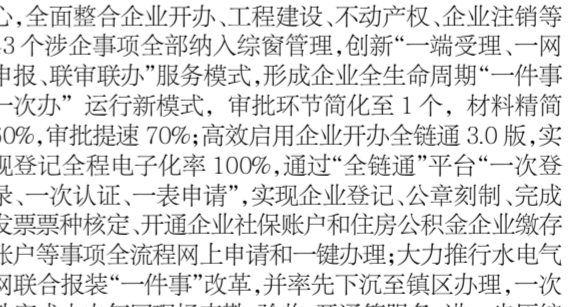 心，全面整合企业开办、工程建设、不动产权、企业注销等
3个涉企事项全部纳入综窗管理，创新“一端受理、一网
申报、联审联办”服务模式，形成企业全生命周期“一件事
一次办”运行新模式，审批环节简化至1个，材料精简
60%，审批提速70%；高效启用企业开办全链通3.0版，实
现登记全程电子化率100%，通过“全链通”平台“一次登
录、一次认证、一表申请”，实现企业登记、公章刻制、完成
发票票种核定、开通企业社保账户和住房公积金企业缴存
账户等事项全流程网上申请和一键办理；大力推行水电气
网联合报装“一件事”改革，并率先下沉至镇区办理，一次